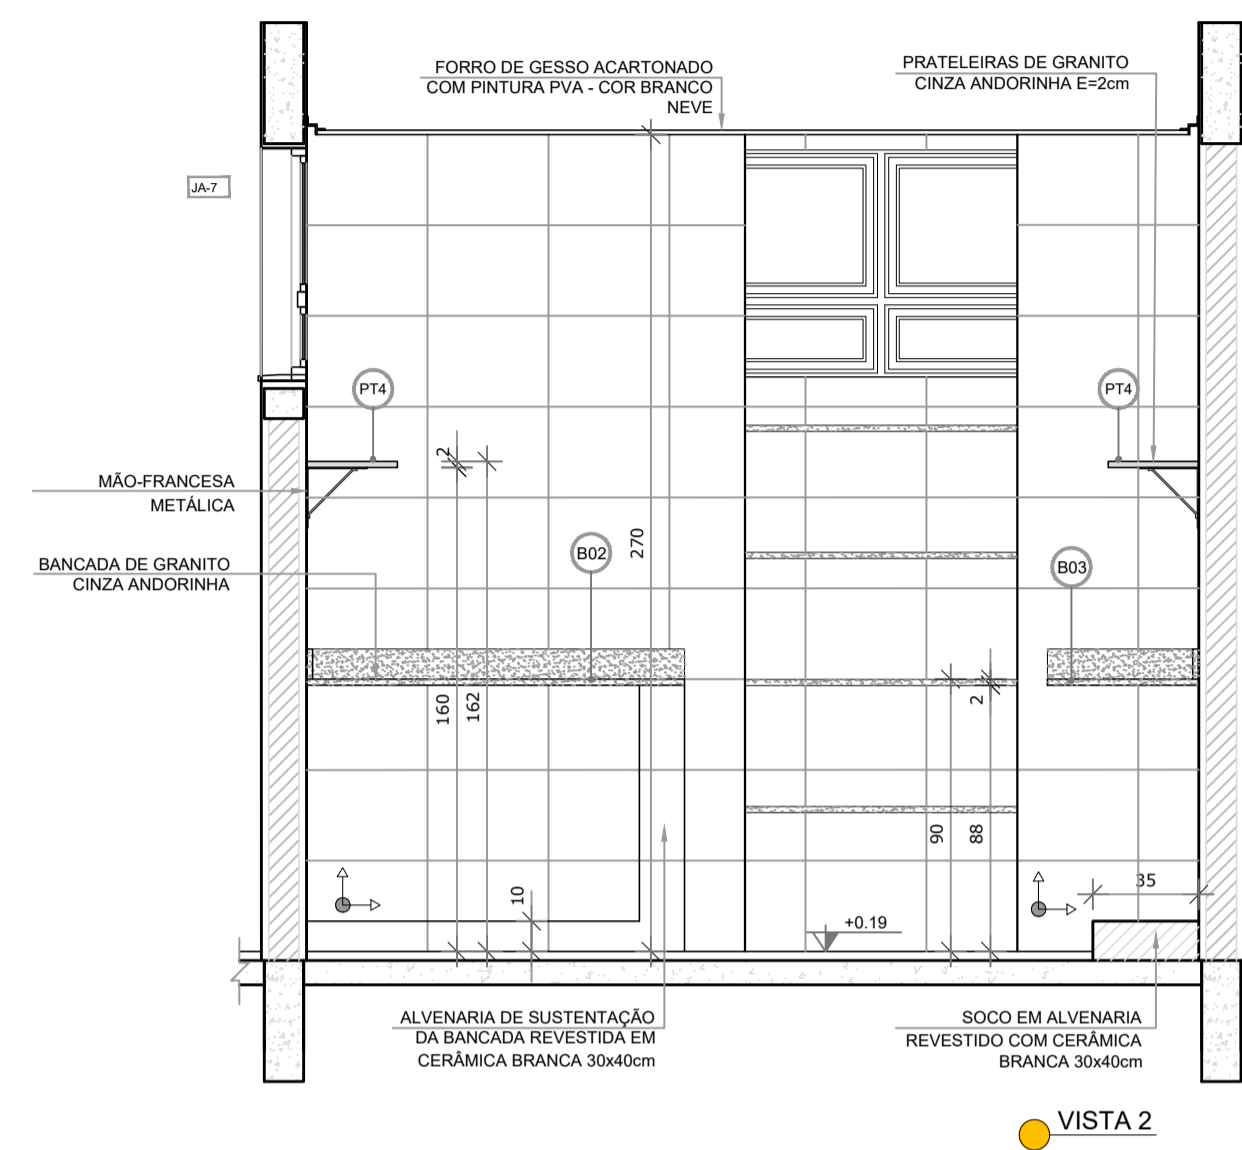 FORRO DE GESSO ACARTONADO
COM PINTURA PVA - COR BRANCO
NEVE
PRATELEIRAS DE GRANITO
CINZA ANDORINHA E=2cm
JA-7
PT4
PT4
2
MÃO-FRANCESA
METÁLICA
270
B02
B03
BANCADA DE GRANITO
CINZA ANDORINHA
160
162
2
90
88
10
35
+0.19
ALVENARIA DE SUSTENTAÇÃO
DA BANCADA REVESTIDA EM
CERÂMICA BRANCA 30x40cm
SOCO EM ALVENARIA
REVESTIDO COM CERÂMICA
BRANCA 30x40cm
VISTA 2